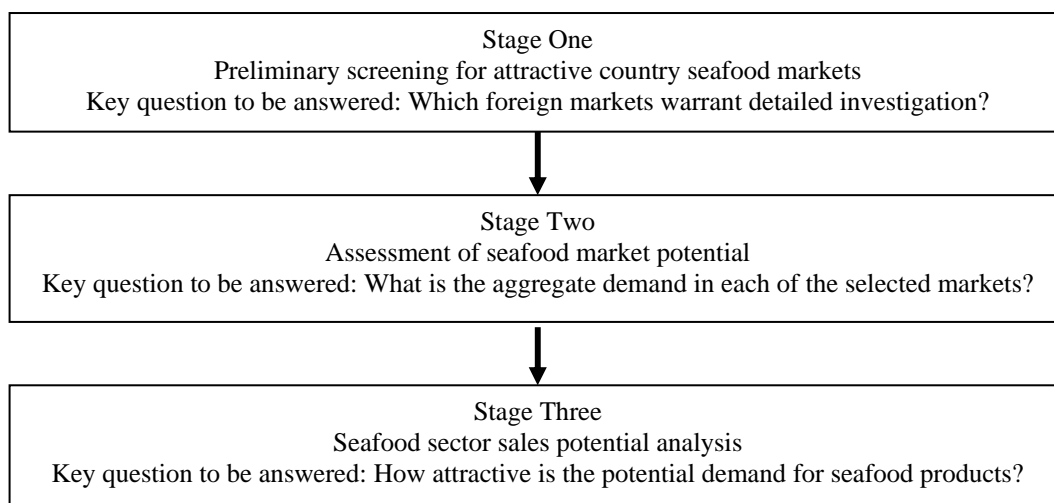 Stage One
Preliminary screening for attractive country seafood markets
Key question to be answered: Which foreign markets warrant detailed investigation?
Stage Two
Assessment of seafood market potential
Key question to be answered: What is the aggregate demand in each of the selected markets?
Stage Three
Seafood sector sales potential analysis
Key question to be answered: How attractive is the potential demand for seafood products?